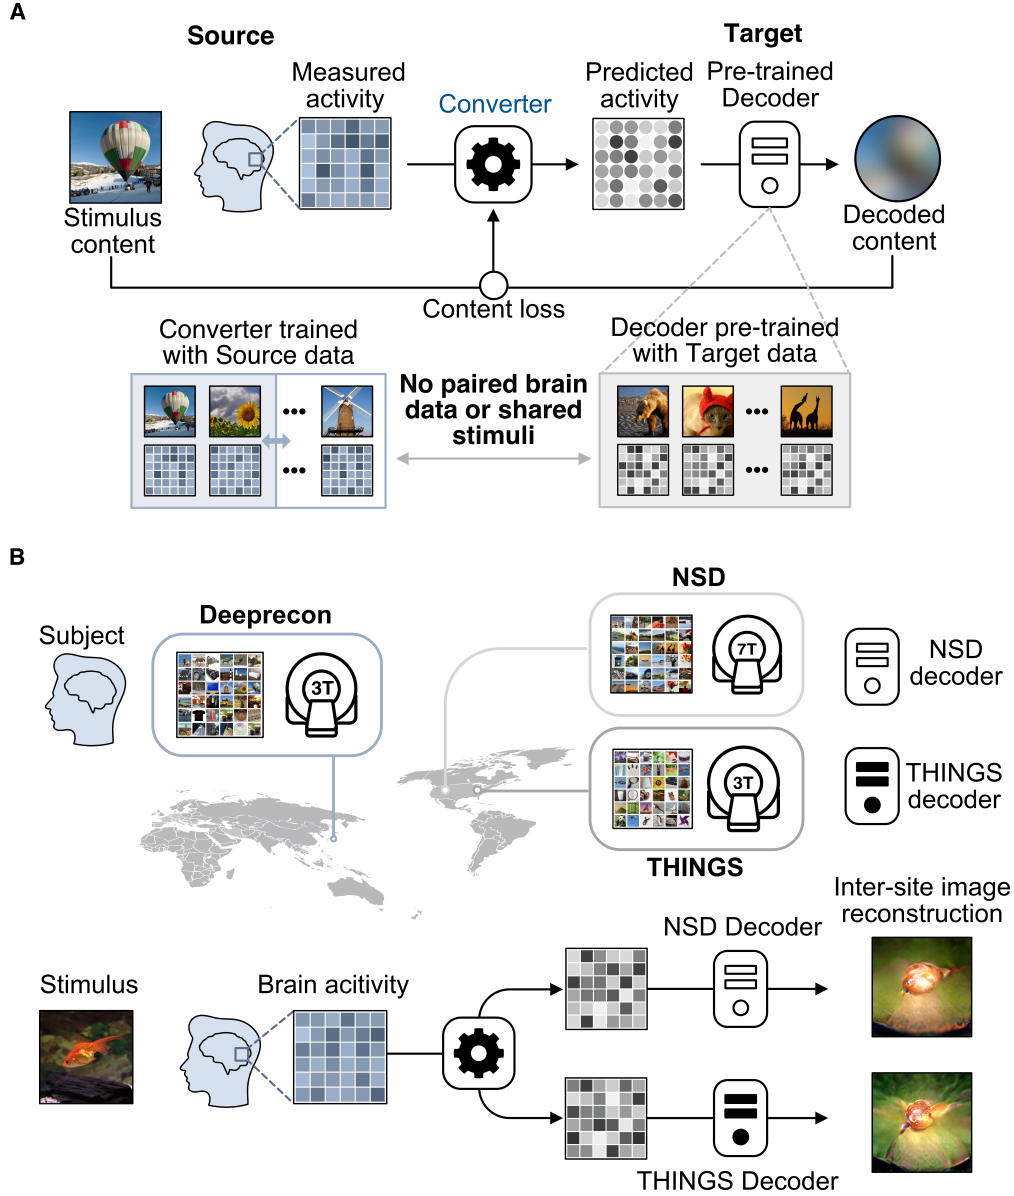 A
Source
Target
Measured
activity
Converter
Predicted
activity
Pre-trained
Decoder
Stimulus
content
Decoded
content
Content loss
Converter trained
with Source data
No paired brain
data or shared
stimuli
Decoder pre-trained
with Target data
B
NSD
Deeprecon
Subject
3T
7T
NSD
decoder
3T
THINGS
decoder
THINGS
Inter-site image
reconstruction
NSD Decoder
Stimulus
Brain acitivity
THINGS Decoder